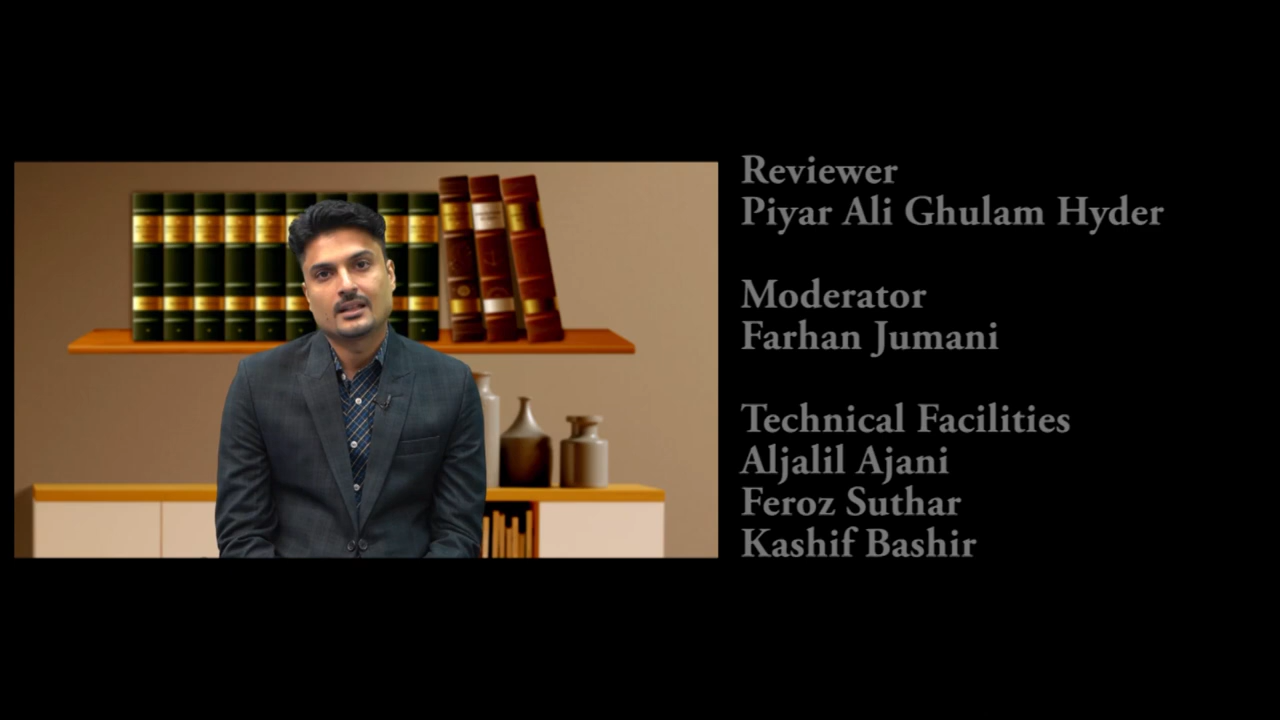 Reviewer
Piyar Ali Ghulam Hyder
Moderator
Farhan Jumani
Technical Facilities
Aljalil Ajani
Feroz Suthar
Kashif Bashir